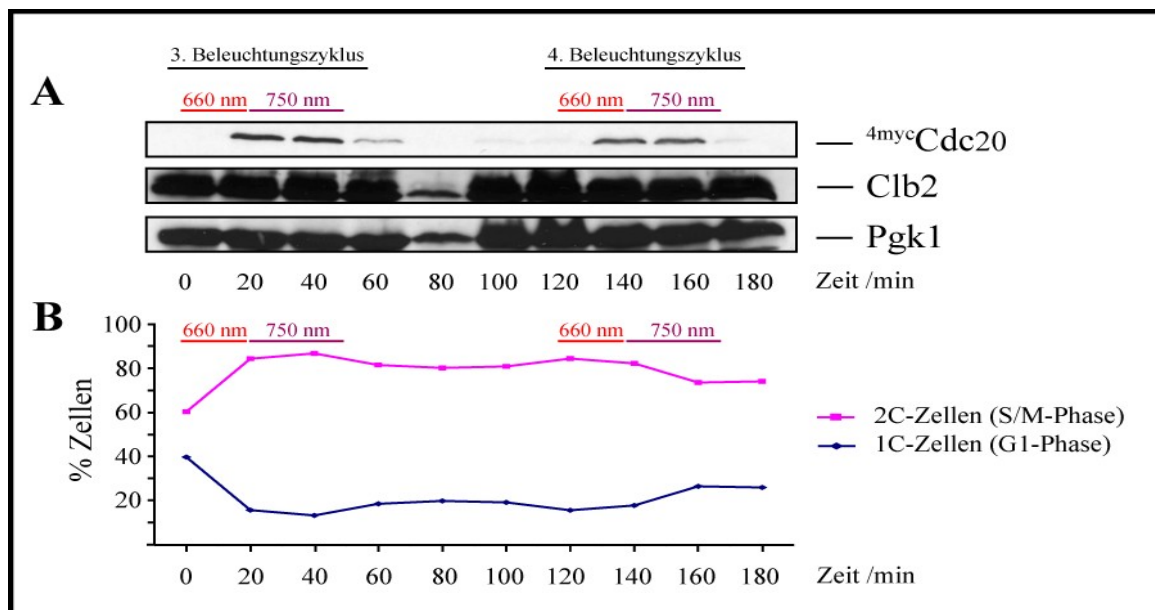 3. Beleuchtungszyklus 4. Beleuchtungszyklus
A
660 nm 750 nm 660 nm 750 nm
4mycCdc20
Clb2
Pgk1
0 20 40 60 80 100 120 140 160 180 Zeit /min
B
660 nm 750 nm 660 nm 750 nm
100
80
60
40
20
% Zellen
2C-Zellen (S/M-Phase)
1C-Zellen (G1-Phase)
0 20 40 60 80 100 120 140 160 180 Zeit /min